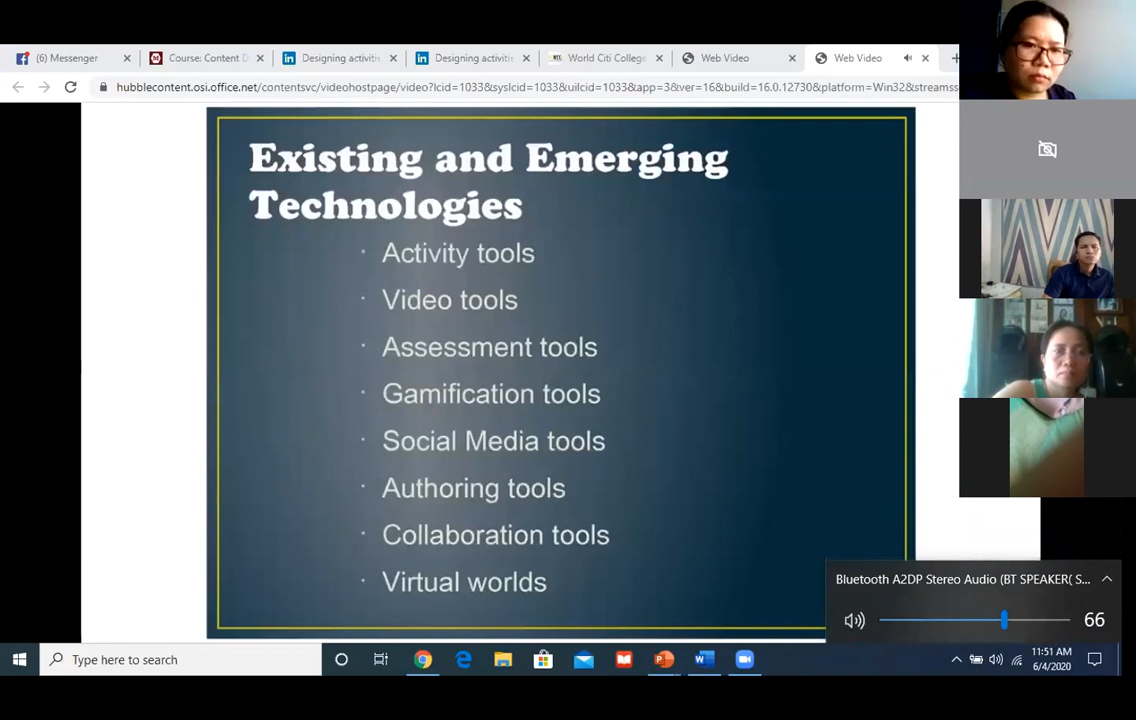 (6) Messenger
Course: Content D
Designing activitie
Designing activitie
World Citi College
Web Video
Web Video
hubblecontent.osi.office.net/contentsvc/videohostpage/video?lcid=1033&syslcid=1033&uilcid=1033&app=3&ver=16&build=16.0.12730&platform=Win32&streamss
Existing and Emerging
Technologies
· Activity tools
· Video tools
· Assessment tools
· Gamification tools
· Social Media tools
· Authoring tools
· Collaboration tools
· Virtual worlds
Bluetooth A2DP Stereo Audio (BT SPEAKER( S...
66
Type here to search
11:51 AM
6/4/2020